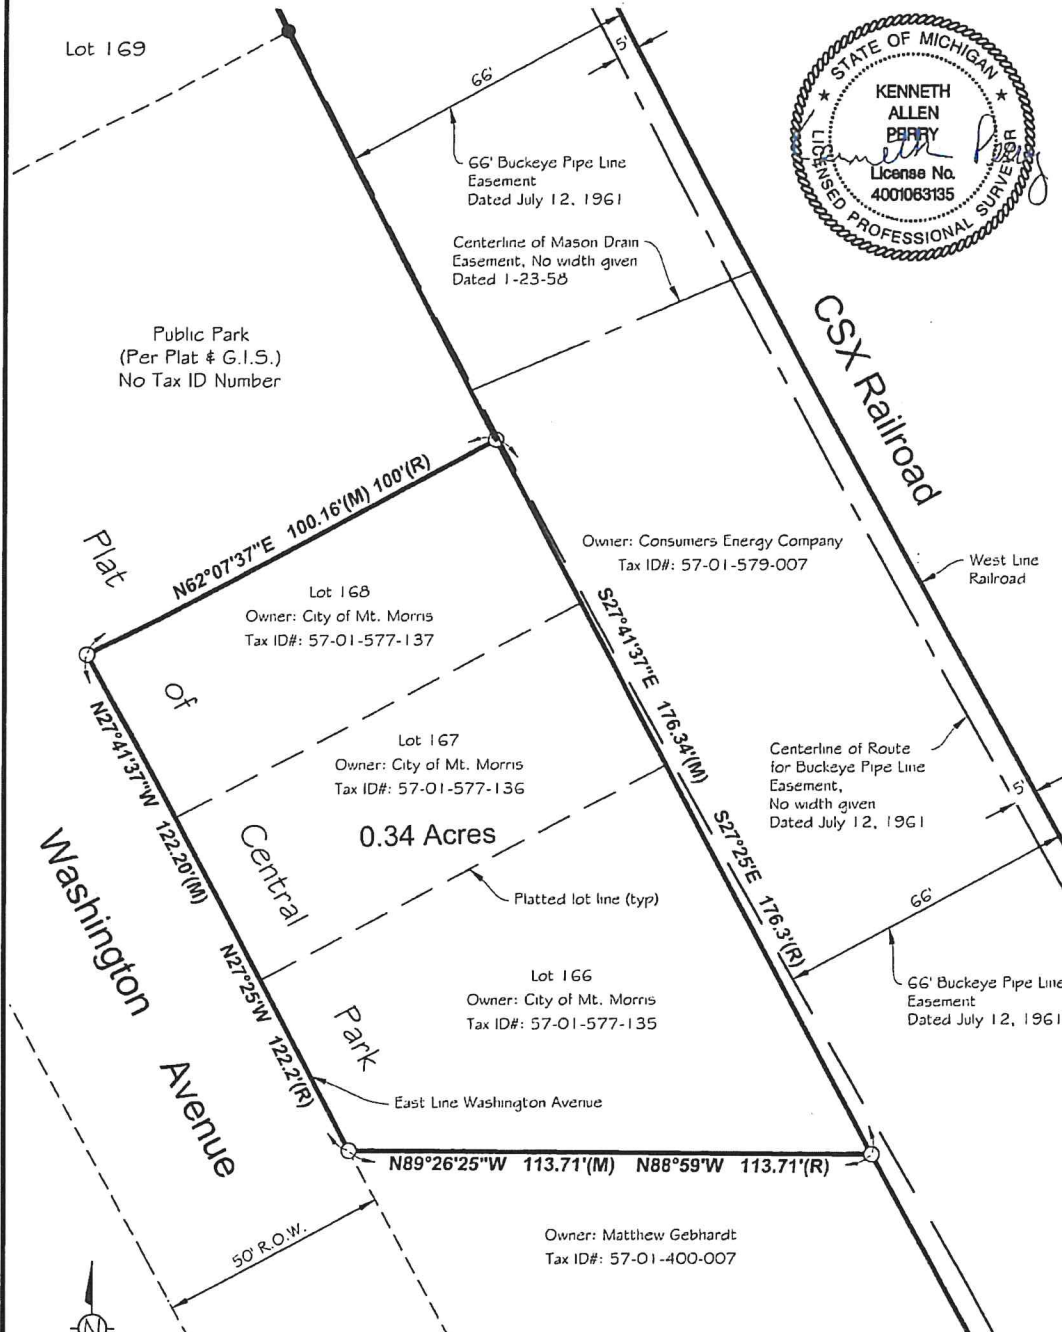 Lot 169
66'
5'
STATE OF MICHIGAN
KENNETH
ALLEN
PERRY
License No.
4001063135
LICENSED PROFESSIONAL SURVEYOR
Kenneth Perry
66' Buckeye Pipe Line
Easement
Dated July 12, 1961
Centerline of Mason Drain
Easement, No width given
Dated 1-23-58
Public Park
(Per Plat & G.I.S.)
No Tax ID Number
CSX Railroad
N62°07'37"E 100.16'(M) 100'(R)
Plat
of
Central
Park
Owner: Consumers Energy Company
Tax ID#: 57-01-579-007
West Line
Railroad
Lot 168
Owner: City of Mt. Morris
Tax ID#: 57-01-577-137
S27°41'37"E 176.34'(M)
S27°25'E 176.3'(R)
N27°41'37"W 122.20'(M)
N27°25'W 122.2'(R)
Lot 167
Owner: City of Mt. Morris
Tax ID#: 57-01-577-136
0.34 Acres
Centerline of Route
for Buckeye Pipe Line
Easement,
No width given
Dated July 12, 1961
5'
66'
Washington
Avenue
Platted lot line (typ)
Lot 166
Owner: City of Mt. Morris
Tax ID#: 57-01-577-135
66' Buckeye Pipe Line
Easement
Dated July 12, 1961
East Line Washington Avenue
N89°26'25"W 113.71'(M) N88°59'W 113.71'(R)
50' R.O.W.
Owner: Matthew Gebhardt
Tax ID#: 57-01-400-007
N